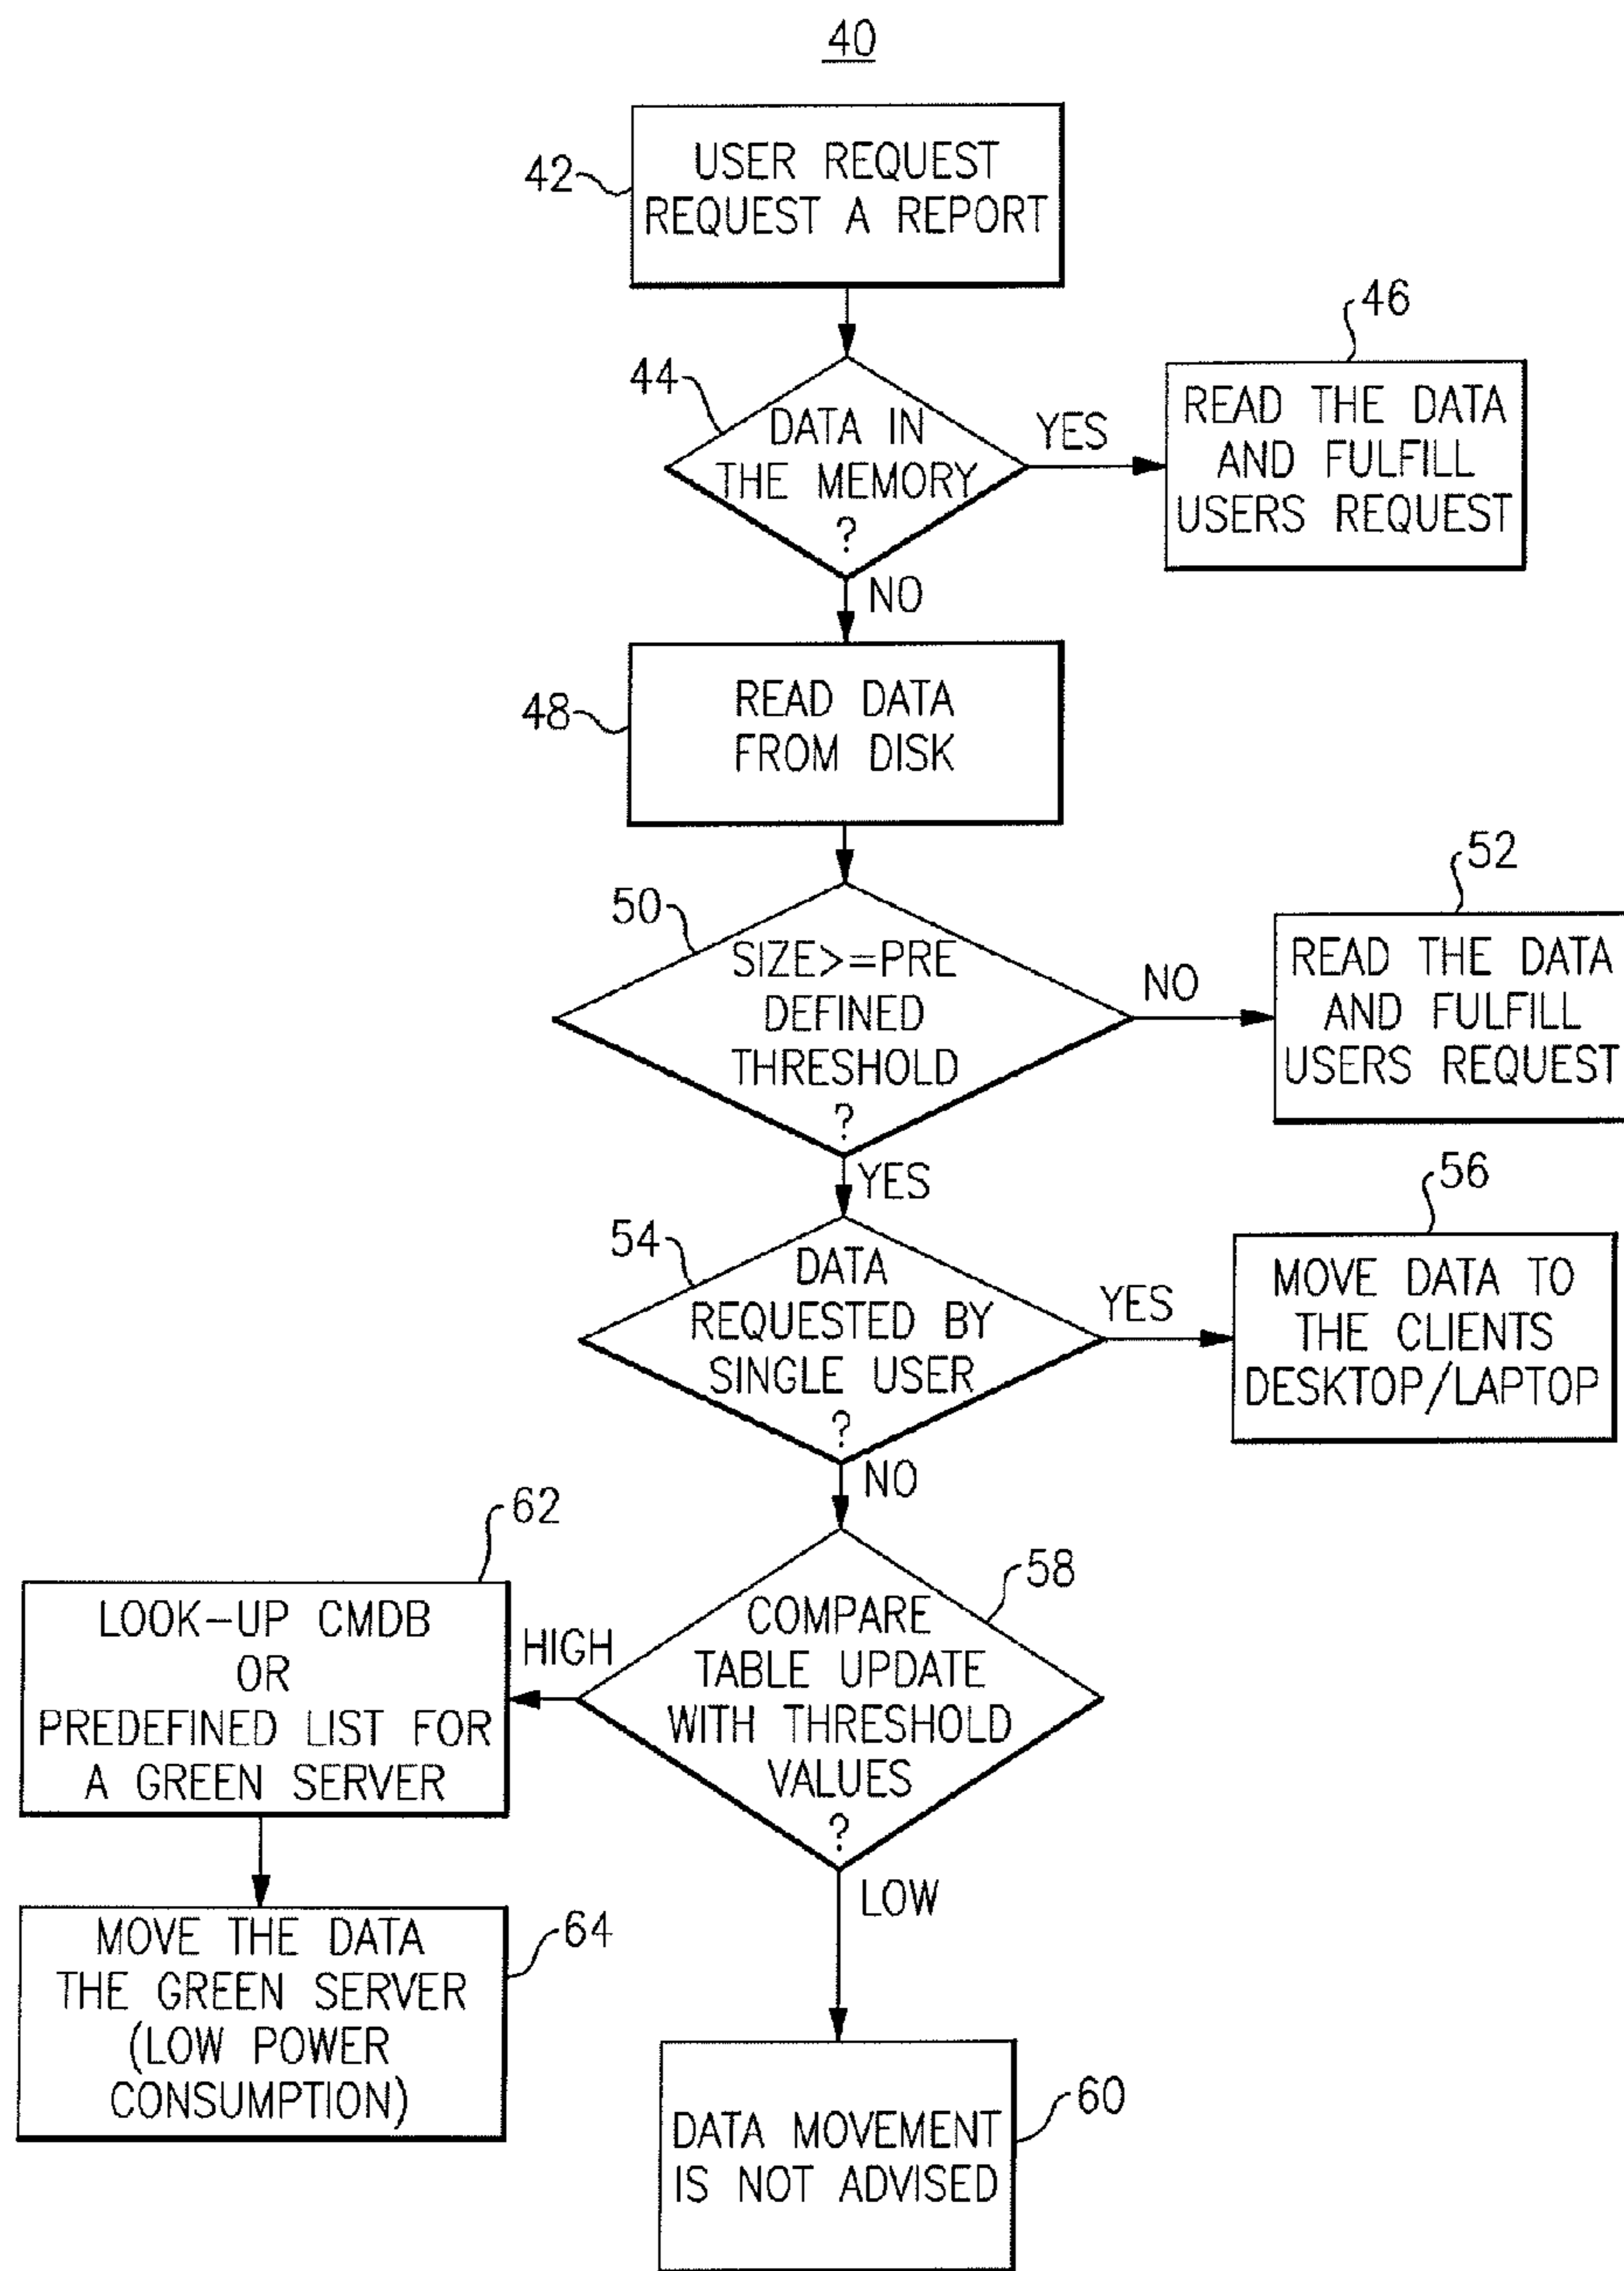 40
42
USER REQUEST
REQUEST A REPORT
44
DATA IN
THE MEMORY
?
YES
46
READ THE DATA
AND FULFILL
USERS REQUEST
NO
48
READ DATA
FROM DISK
50
SIZE>=PRE
DEFINED
THRESHOLD
?
NO
52
READ THE DATA
AND FULFILL
USERS REQUEST
YES
54
DATA
REQUESTED BY
SINGLE USER
?
YES
56
MOVE DATA TO
THE CLIENTS
DESKTOP/LAPTOP
NO
58
COMPARE
TABLE UPDATE
WITH THRESHOLD
VALUES
?
HIGH
62
LOOK-UP CMDB
OR
PREDEFINED LIST FOR
A GREEN SERVER
64
MOVE THE DATA
THE GREEN SERVER
(LOW POWER
CONSUMPTION)
LOW
60
DATA MOVEMENT
IS NOT ADVISED